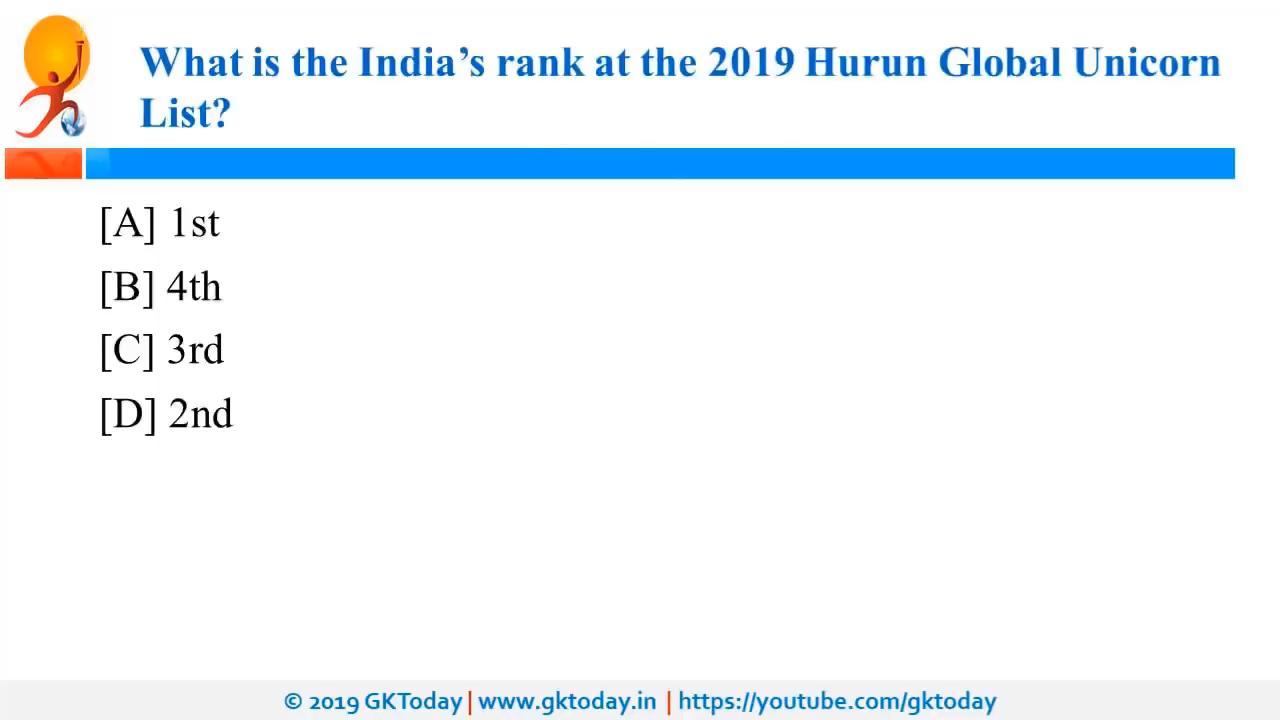 What is the India’s rank at the 2019 Hurun Global Unicorn
List?
[A] 1st
[B] 4th
[C] 3rd
[D] 2nd
© 2019 GKToday | www.gktoday.in | https://youtube.com/gktoday